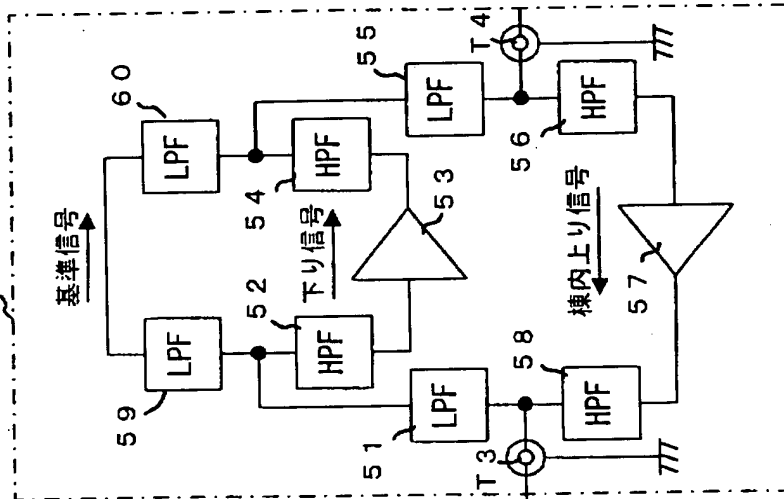 基準信号
59
LPF
60
LPF
52
HPF
下り信号
54
HPF
53
51
LPF
55
LPF
T3
T4
58
HPF
棟内上り信号
56
HPF
57